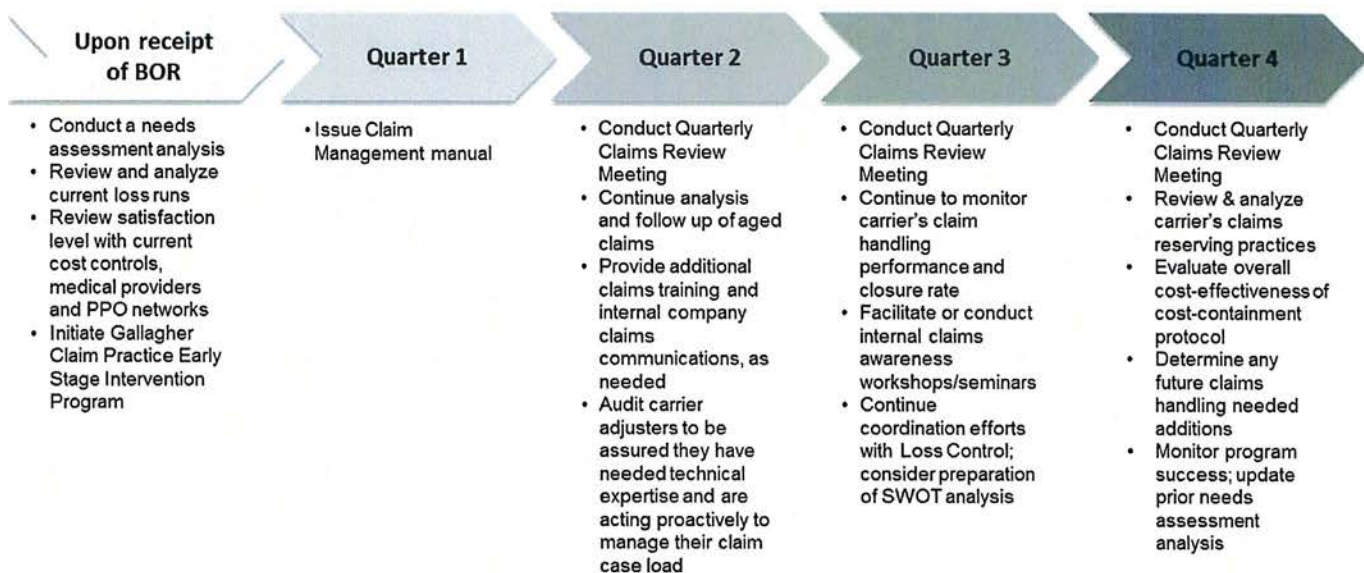 Upon receipt
of BOR
Quarter 1
Quarter 2
Quarter 3
Quarter 4
• Conduct a needs
assessment analysis
• Review and analyze
current loss runs
• Review satisfaction
level with current
cost controls,
medical providers
and PPO networks
• Initiate Gallagher
Claim Practice Early
Stage Intervention
Program
• Issue Claim
Management manual
• Conduct Quarterly
Claims Review
Meeting
• Continue analysis
and follow up of aged
claims
• Provide additional
claims training and
internal company
claims
communications, as
needed
• Audit carrier
adjusters to be
assured they have
needed technical
expertise and are
acting proactively to
manage their claim
case load
• Conduct Quarterly
Claims Review
Meeting
• Continue to monitor
carrier's claim
handling
performance and
closure rate
• Facilitate or conduct
internal claims
awareness
workshops/seminars
• Continue
coordination efforts
with Loss Control;
consider preparation
of SWOT analysis
• Conduct Quarterly
Claims Review
Meeting
• Review & analyze
carrier's claims
reserving practices
• Evaluate overall
cost-effectiveness of
cost-containment
protocol
• Determine any
future claims
handling needed
additions
• Monitor program
success; update
prior needs
assessment
analysis